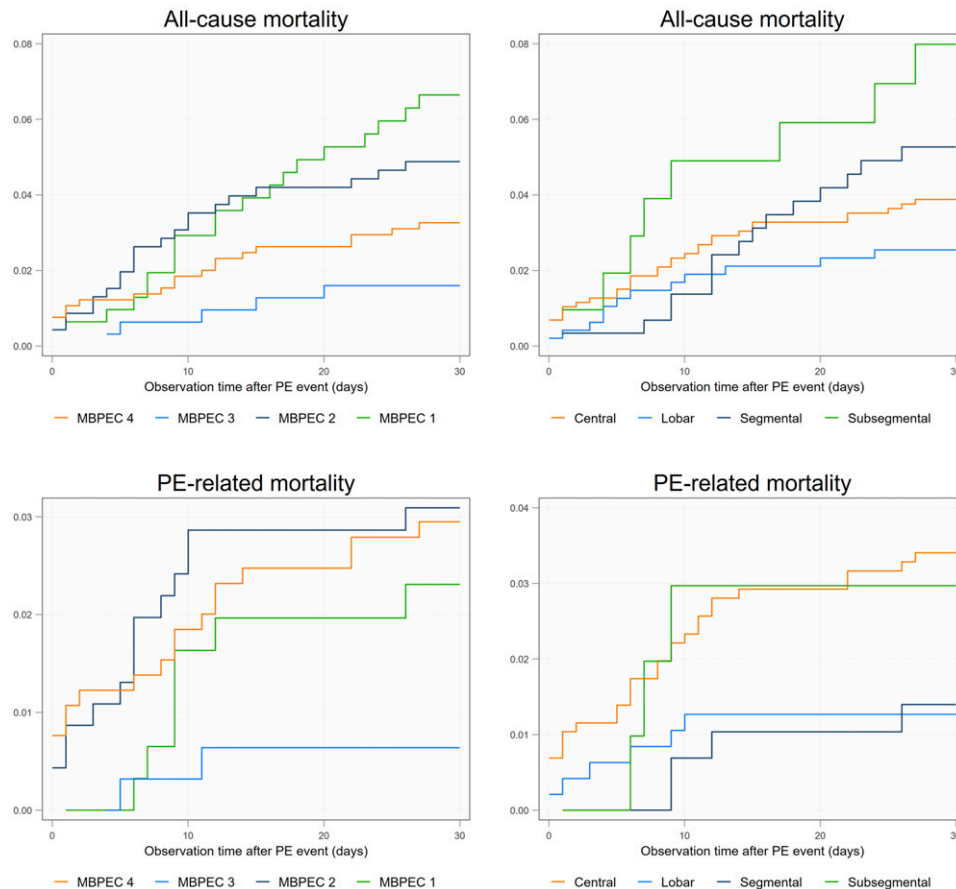 All-cause mortality
0.08
0.06
0.04
0.02
0.00
0 10 20 30
Observation time after PE event (days)
MBPEC 4 MBPEC 3 MBPEC 2 MBPEC 1
All-cause mortality
0.08
0.06
0.04
0.02
0.00
0 10 20 30
Observation time after PE event (days)
Central Lobar Segmental Subsegmental
PE-related mortality
0.03
0.02
0.01
0.00
0 10 20 30
Observation time after PE event (days)
MBPEC 4 MBPEC 3 MBPEC 2 MBPEC 1
PE-related mortality
0.04
0.03
0.02
0.01
0.00
0 10 20 30
Observation time after PE event (days)
Central Lobar Segmental Subsegmental